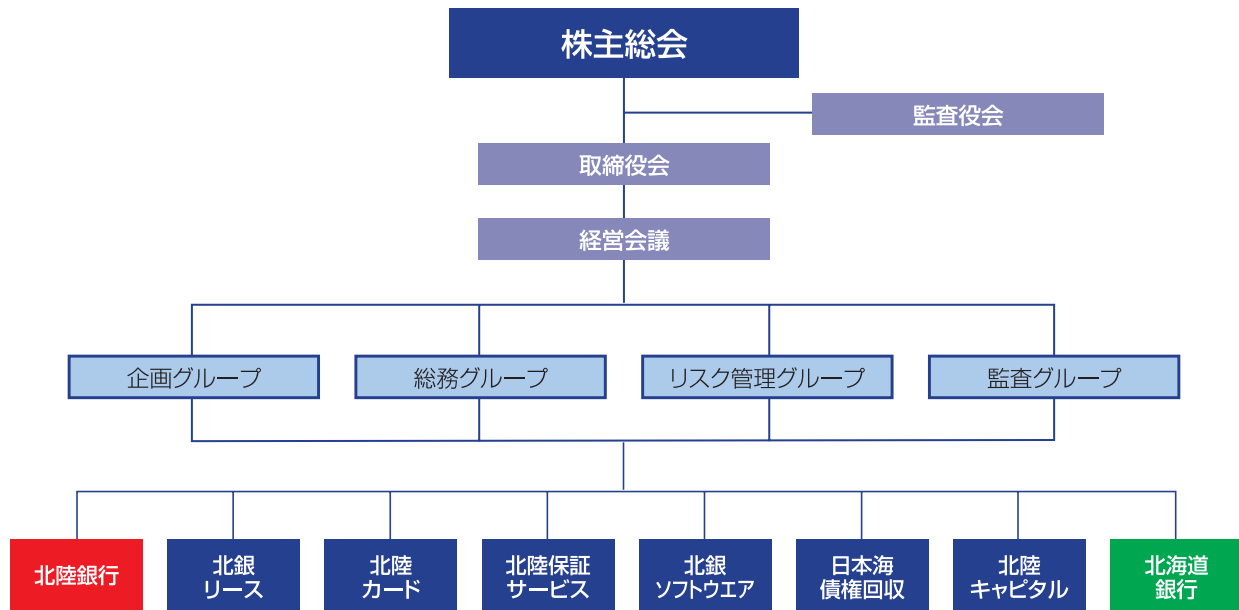 株主総会
監査役会
取締役会
経営会議
企画グループ
総務グループ
リスク管理グループ
監査グループ
北陸銀行
北銀
リース
北陸
カード
北陸保証
サービス
北銀
ソフトウエア
日本海
債権回収
北陸
キャピタル
北海道
銀行